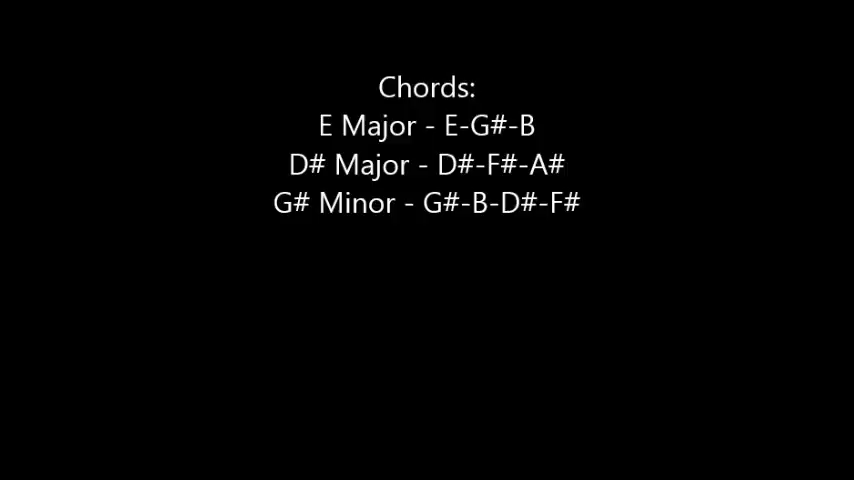 Chords:
E Major - E-G#-B
D# Major - D#-F#-A#
G# Minor - G#-B-D#-F#